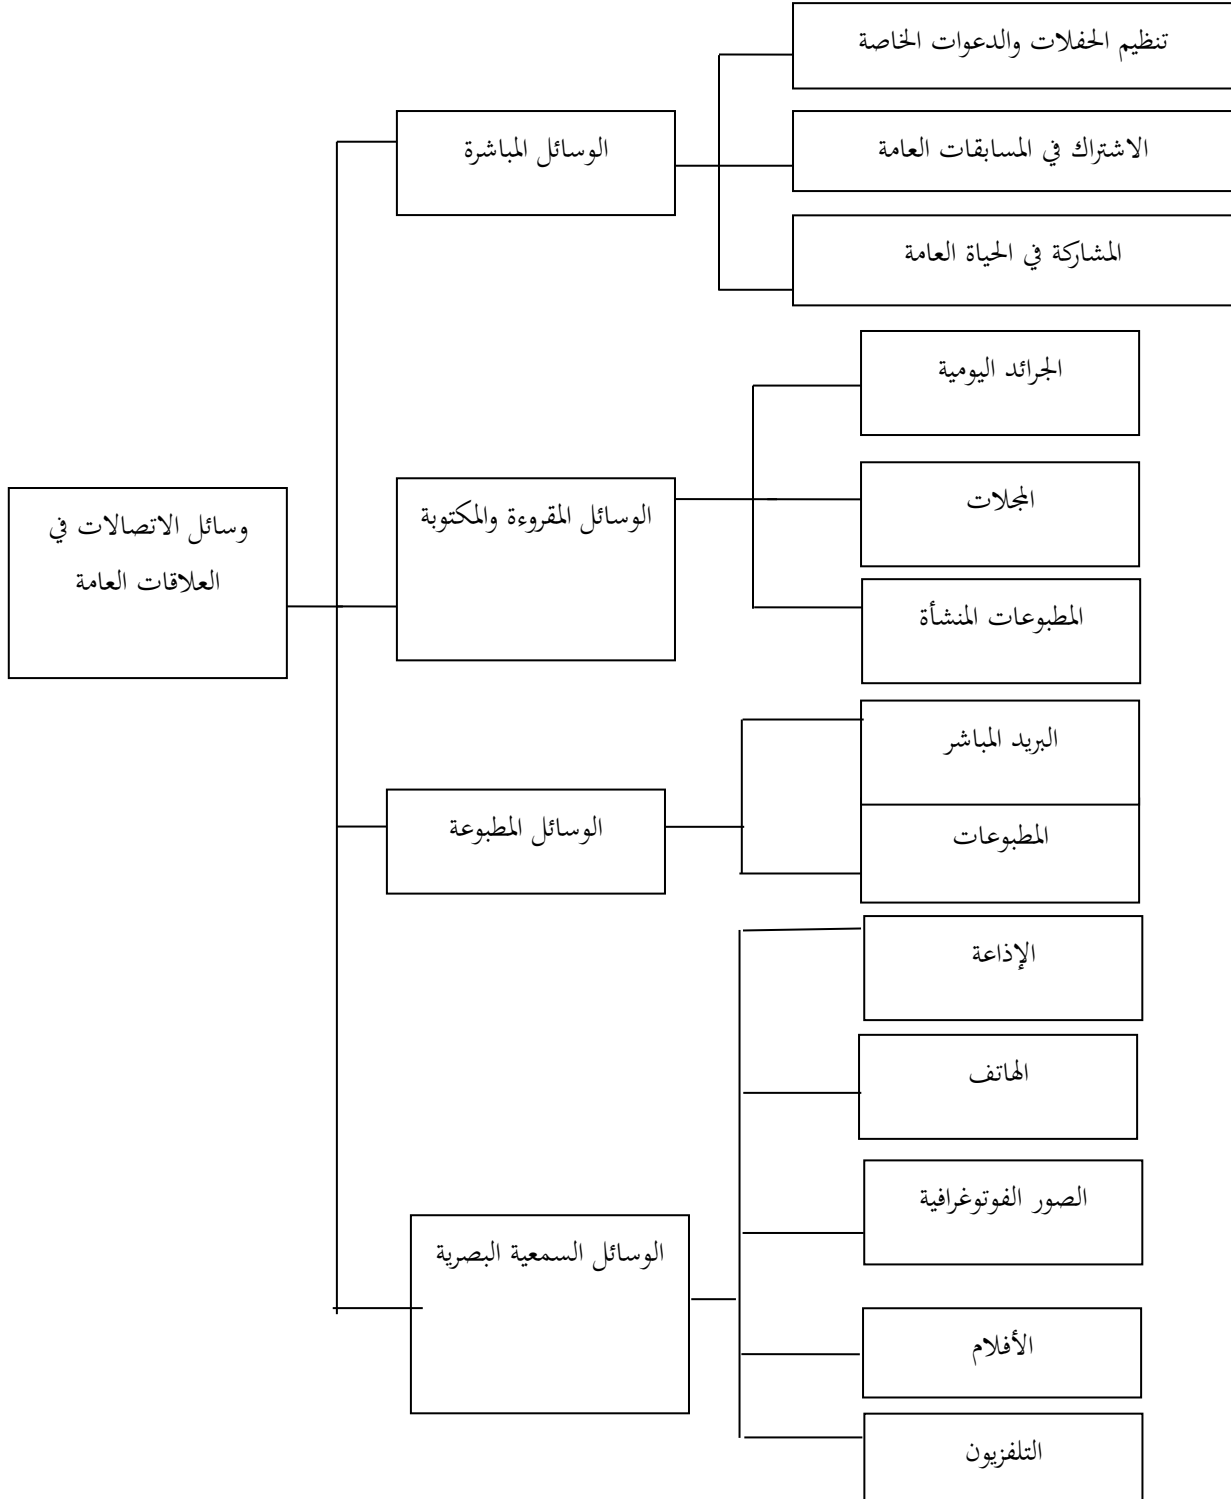 تنظيم الحفلات والدعوات الخاصة
الوسائل المباشرة
الاشتراك في المسابقات العامة
المشاركة في الحياة العامة
الجرائد اليومية
وسائل الاتصالات في
العلاقات العامة
الوسائل المقروءة والمكتوبة
المجلات
المطبوعات المنشأة
البريد المباشر
الوسائل المطبوعة
المطبوعات
الإذاعة
الهاتف
الصور الفوتوغرافية
الوسائل السمعية البصرية
الأفلام
التلفزيون